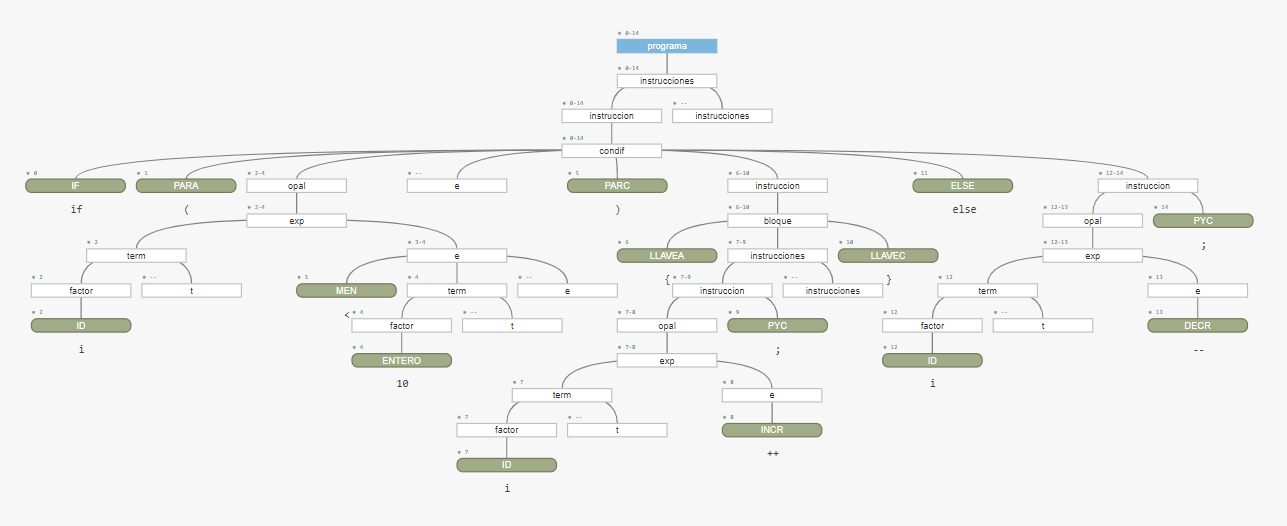 0-14
programa
0-14
instrucciones
0-14 --
instruccion instrucciones
0-14
condif
0 1 2-4 -- 5 6-10 11 12-14
IF PARA opal e PARC instruccion ELSE instruccion
if ( ) else
2-4 6-10 12-13 14
exp bloque opal PYC
;
2 3-4 6 7-9 10 12-13
term e LLAVEA instrucciones LLAVEC exp
{ }
2 -- 3 4 -- 7-9 -- 12 13
factor t MEN term e instruccion instrucciones term e
<
2 4 -- 7-8 9 12 -- 13
ID factor t opal PYC factor t DECR
i ; --
4 7-8 12
ENTERO exp ID
10 i
7 8
term e
7 -- 8
factor t INCR
++
7
ID
i